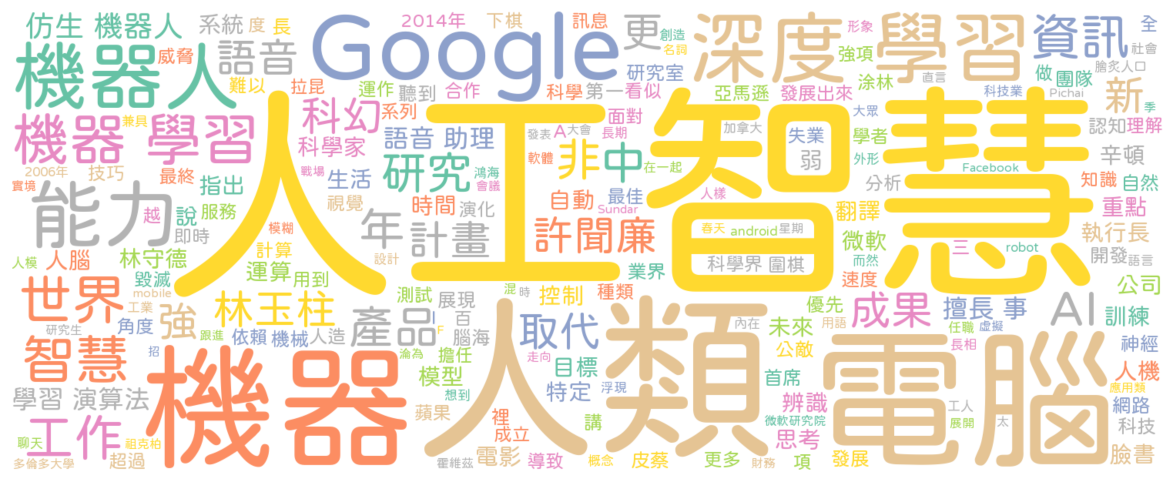 仿生 機器人
系統
度
長
2014年
下棋
訊息
更
創造
名詞
深度 學習
形象
強項
資訊
全
社會
機器人
威脅
語音
Google
研究室
塗林
做
團隊
膾炙人口
難以
拉昆
運作
聽到
合作
科學
第一
看似
亞馬遜
發展出來
直言
科技業
Pichai
新
季
機器 學習
兼具
科幻
系列
發表
A
大會
長期
面對
加拿大
大眾
失業
學者
認知
理解
科學家
語音 助理
軟體
非
中
在一起
弱
外形
辛頓
2006年
技巧
最終
戰場
研究
鴻海
會議
Facebook
分析
知識
自然
實境
指出
生活
人工智慧
自動
最佳
人樣
能力
越
說
服務
視覺
時間
演化
Sundar
翻譯
重點
即時
模糊
年
計畫
許聞廉
春天
android
星期
微軟
三
robot
執行長
人模
人腦
林守德
計算
設計
科學界
圍棋
而然
開發
語言
毀滅
運算
用到
業界
速度
公司
世界
mobile
工業
林玉柱
測試
展現
混
時
控制
種類
優先
成果
擅長
事
AI
訓練
研究生
角度
強
跟進
依賴
機械
人造
產品
百
F
腦海
取代
內在
未來
用語
任職
虛擬
神經
智慧
招
機器
淪為
擔任
走向
人類
公敵
電腦
長相
人機
學習 演算法
模型
目標
首席
應用類
蘋果
想到
特定
浮現
辨識
工人
網路
工作
裡
成立
講
微軟研究院
展開
太
科技
聊天
祖克柏
思考
多倫多大學
超過
霍維茲
電影
導致
概念
皮蔡
更多
財務
項
發展
臉書